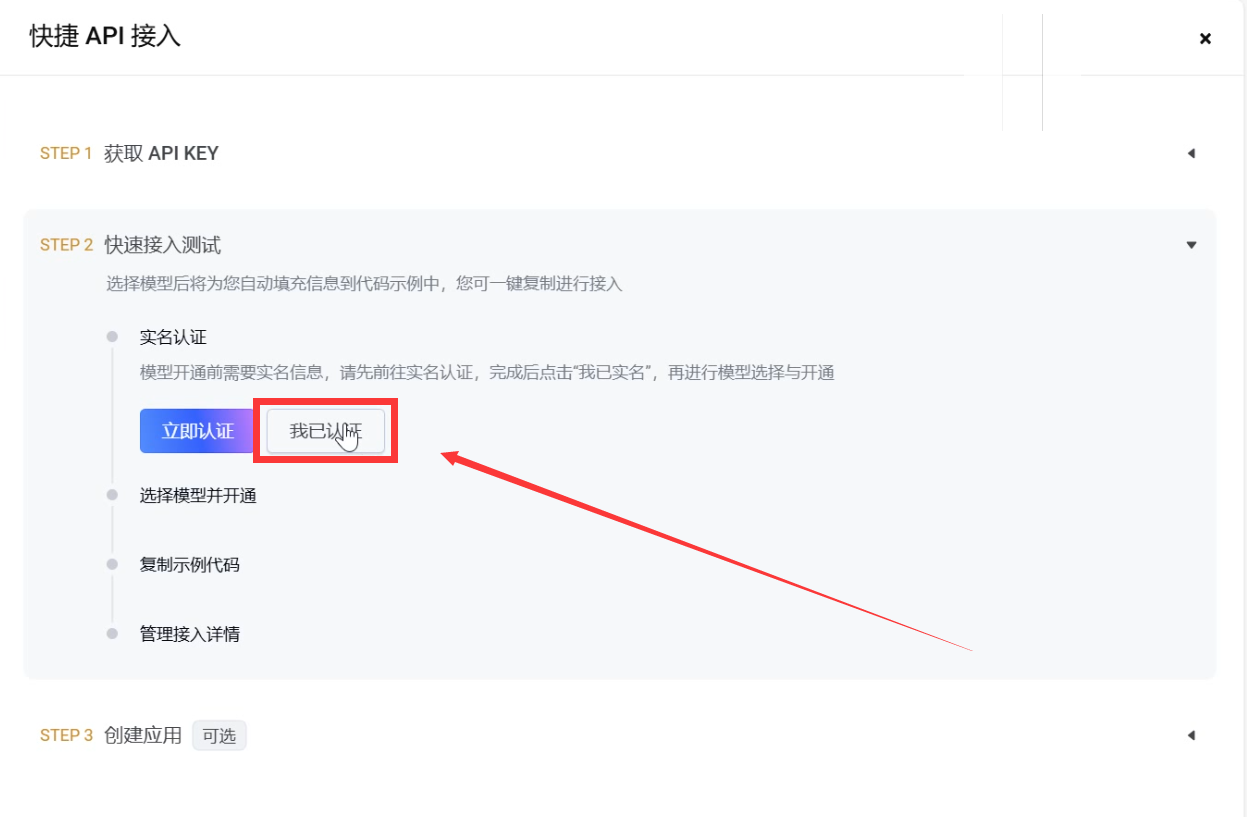 快捷 API 接入
STEP 1 获取 API KEY
STEP 2 快速接入测试
选择模型后将为您自动填充信息到代码示例中，您可一键复制进行接入
实名认证
模型开通前需要实名信息，请先前往实名认证，完成后点击“我已实名”，再进行模型选择与开通
立即认证 我已认证
选择模型并开通
复制示例代码
管理接入详情
STEP 3 创建应用 可选